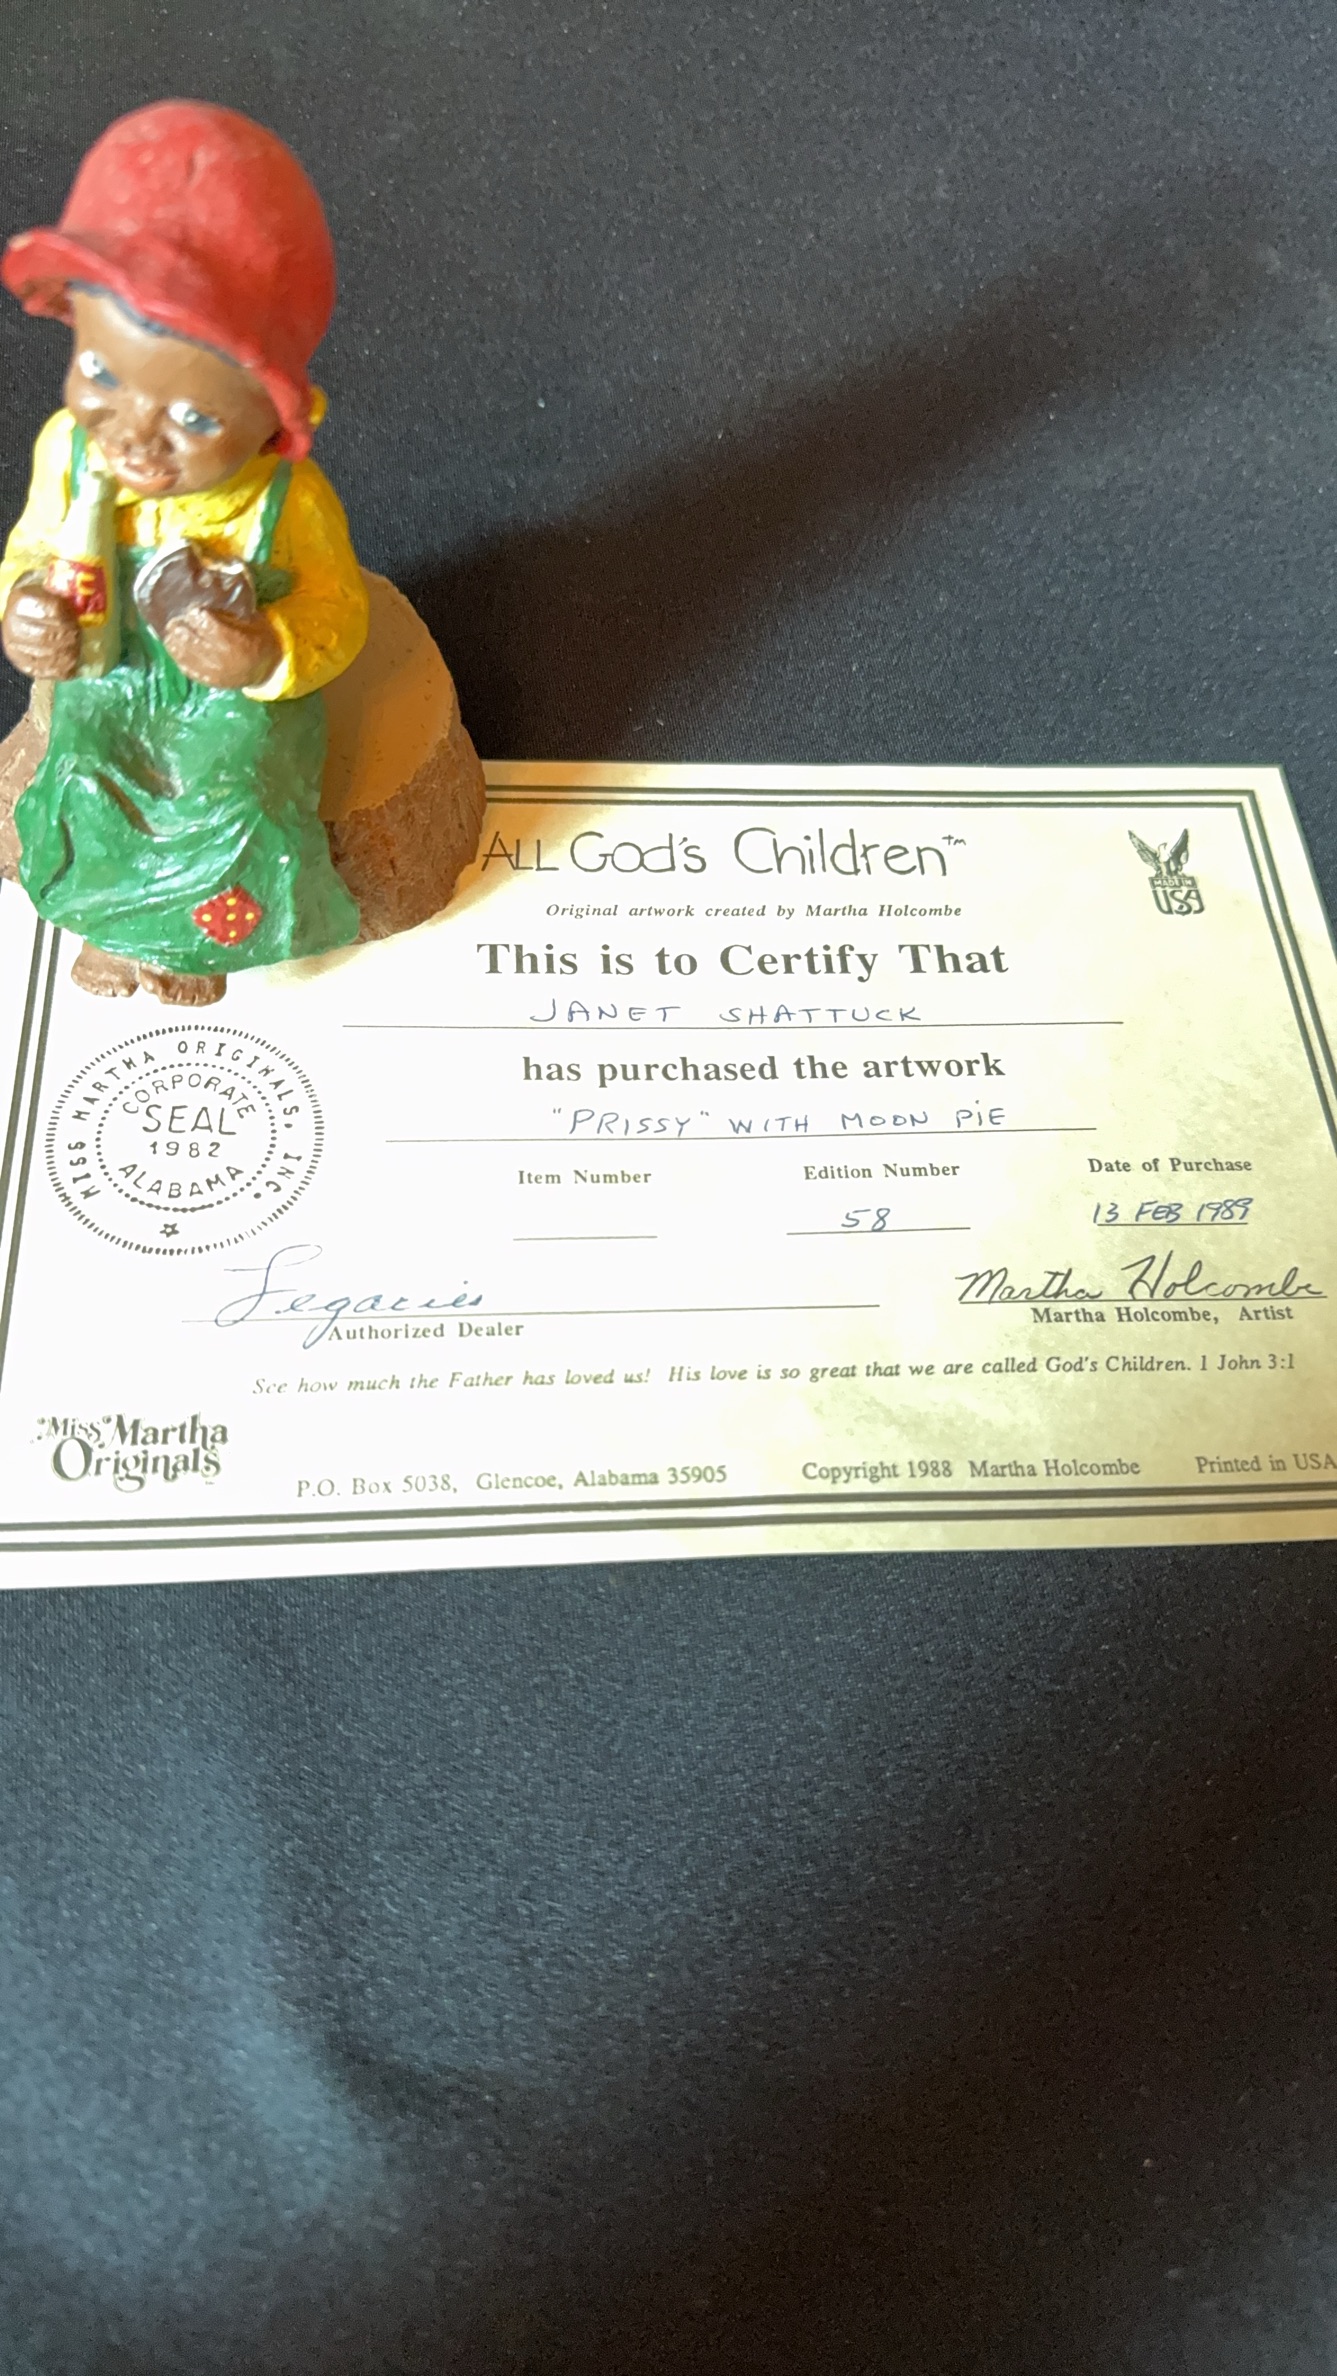 ALL God's Children™
MADE IN
USA
Original artwork created by Martha Holcombe
This is to Certify That
JANET SHATTUCK
has purchased the artwork
"PRISSY" WITH MOON PIE
Item Number
Edition Number
Date of Purchase
58
13 FEB 1989
MISS MARTHA ORIGINALS, INC.
CORPORATE
SEAL
1982
ALABAMA
Legacies
Authorized Dealer
Martha Holcombe
Martha Holcombe, Artist
See how much the Father has loved us! His love is so great that we are called God's Children. 1 John 3:1
Miss Martha
Originals
P.O. Box 5038, Glencoe, Alabama 35905
Copyright 1988 Martha Holcombe
Printed in USA